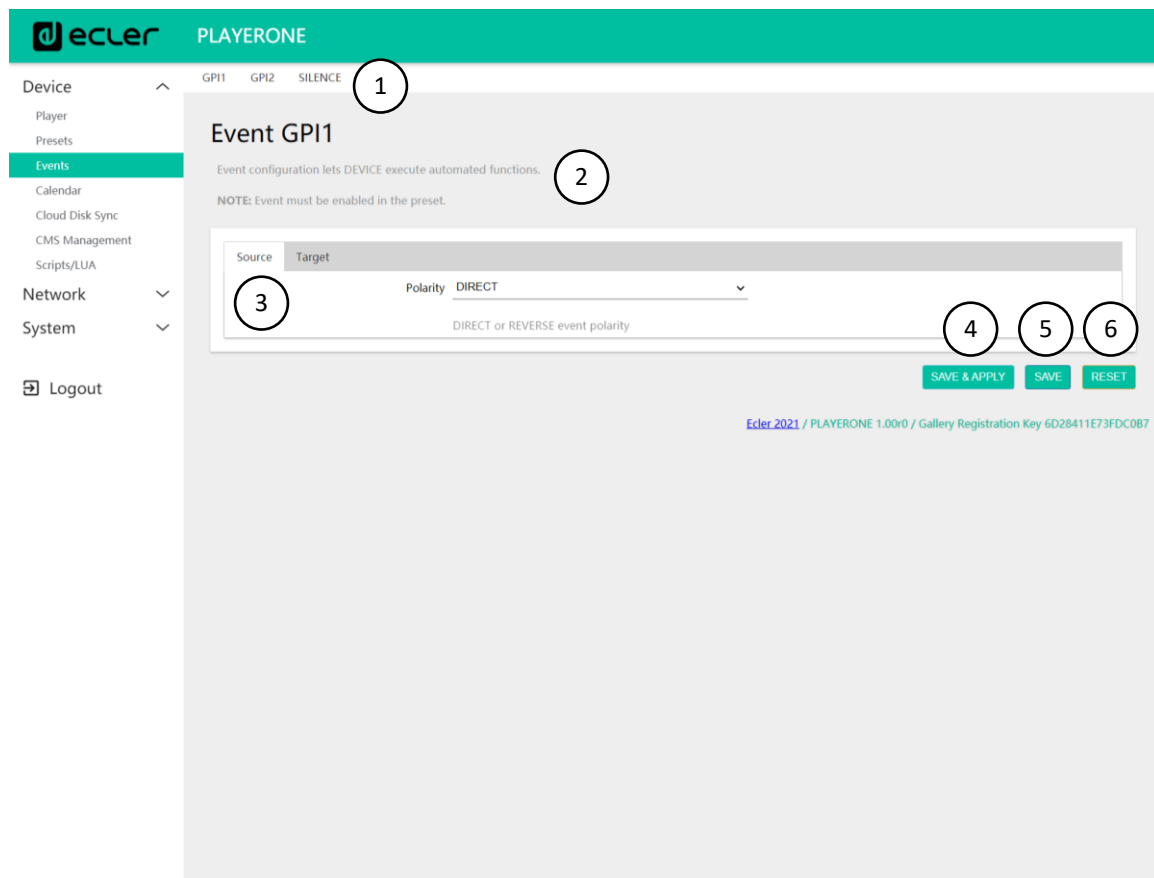 ecler
PLAYERONE
Device
Player
Presets
Events
Calendar
Cloud Disk Sync
CMS Management
Scripts/LUA
Network
System
Logout
GPI1 GPI2 SILENCE
1
Event GPI1
Event configuration lets DEVICE execute automated functions.
2
NOTE: Event must be enabled in the preset.
Source Target
3
Polarity DIRECT
DIRECT or REVERSE event polarity
4 5 6
SAVE & APPLY SAVE RESET
Ecler 2021 / PLAYERONE 1.00r0 / Gallery Registration Key 6D28411E73FDC0B7